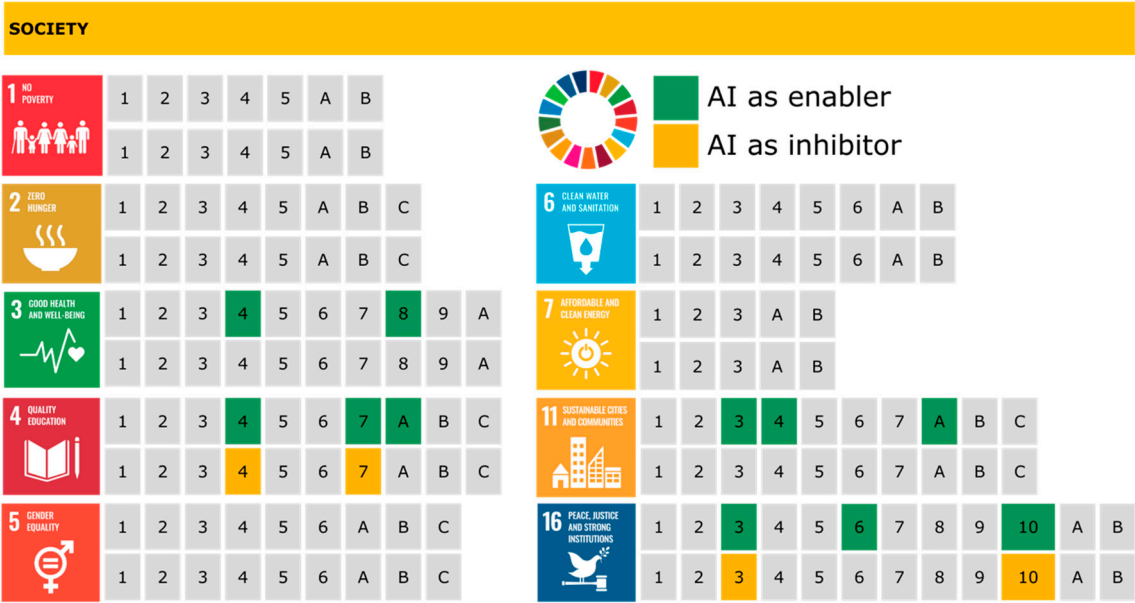 SOCIETY
1 NO
POVERTY
1 2 3 4 5 A B
1 2 3 4 5 A B
AI as enabler
AI as inhibitor
2 ZERO
HUNGER
1 2 3 4 5 A B C
1 2 3 4 5 A B C
6 CLEAN WATER
AND SANITATION
1 2 3 4 5 6 A B
1 2 3 4 5 6 A B
3 GOOD HEALTH
AND WELL-BEING
1 2 3 4 5 6 7 8 9 A
1 2 3 4 5 6 7 8 9 A
7 AFFORDABLE AND
CLEAN ENERGY
1 2 3 A B
1 2 3 A B
4 QUALITY
EDUCATION
1 2 3 4 5 6 7 A B C
1 2 3 4 5 6 7 A B C
11 SUSTAINABLE CITIES
AND COMMUNITIES
1 2 3 4 5 6 7 A B C
1 2 3 4 5 6 7 A B C
5 GENDER
EQUALITY
1 2 3 4 5 6 A B C
1 2 3 4 5 6 A B C
16 PEACE, JUSTICE
AND STRONG
INSTITUTIONS
1 2 3 4 5 6 7 8 9 10 A B
1 2 3 4 5 6 7 8 9 10 A B